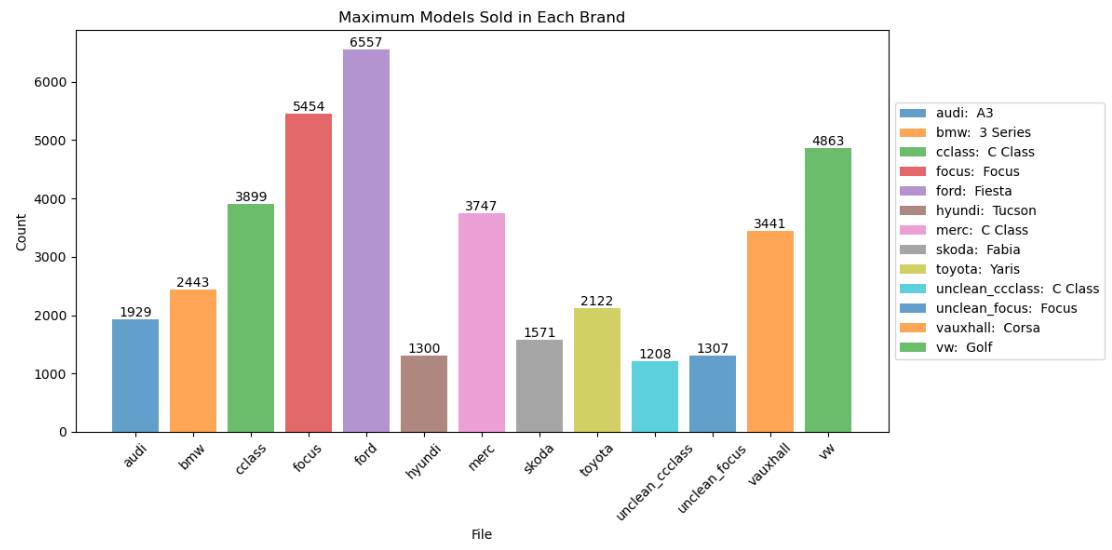 Maximum Models Sold in Each Brand
Count
6000
5000
4000
3000
2000
1000
0
1929
2443
3899
5454
6557
1300
3747
1571
2122
1208
1307
3441
4863
audi
bmw
cclass
focus
ford
hyundi
merc
skoda
toyota
unclean_ccclass
unclean_focus
vauxhall
vw
File
audi:  A3
bmw:  3 Series
cclass:  C Class
focus:  Focus
ford:  Fiesta
hyundi:  Tucson
merc:  C Class
skoda:  Fabia
toyota:  Yaris
unclean_ccclass:  C Class
unclean_focus:  Focus
vauxhall:  Corsa
vw:  Golf